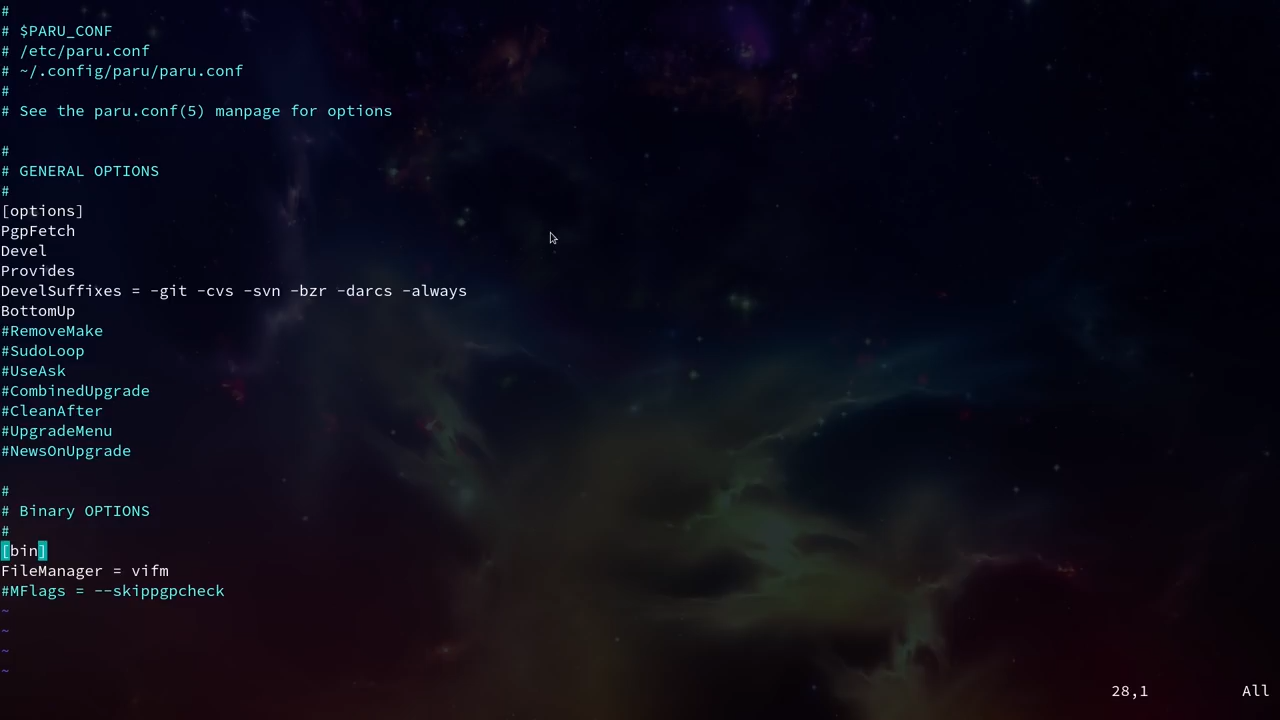 #
# $PARU_CONF
# /etc/paru.conf
# ~/.config/paru/paru.conf
#
# See the paru.conf(5) manpage for options
#
# GENERAL OPTIONS
#
[options]
PgpFetch
Devel
Provides
DevelSuffixes = -git -cvs -svn -bzr -darcs -always
BottomUp
#RemoveMake
#SudoLoop
#UseAsk
#CombinedUpgrade
#CleanAfter
#UpgradeMenu
#NewsOnUpgrade
#
# Binary OPTIONS
#
[bin]
FileManager = vifm
#MFlags = --skippgpcheck
~
~
~
~
28,1 All